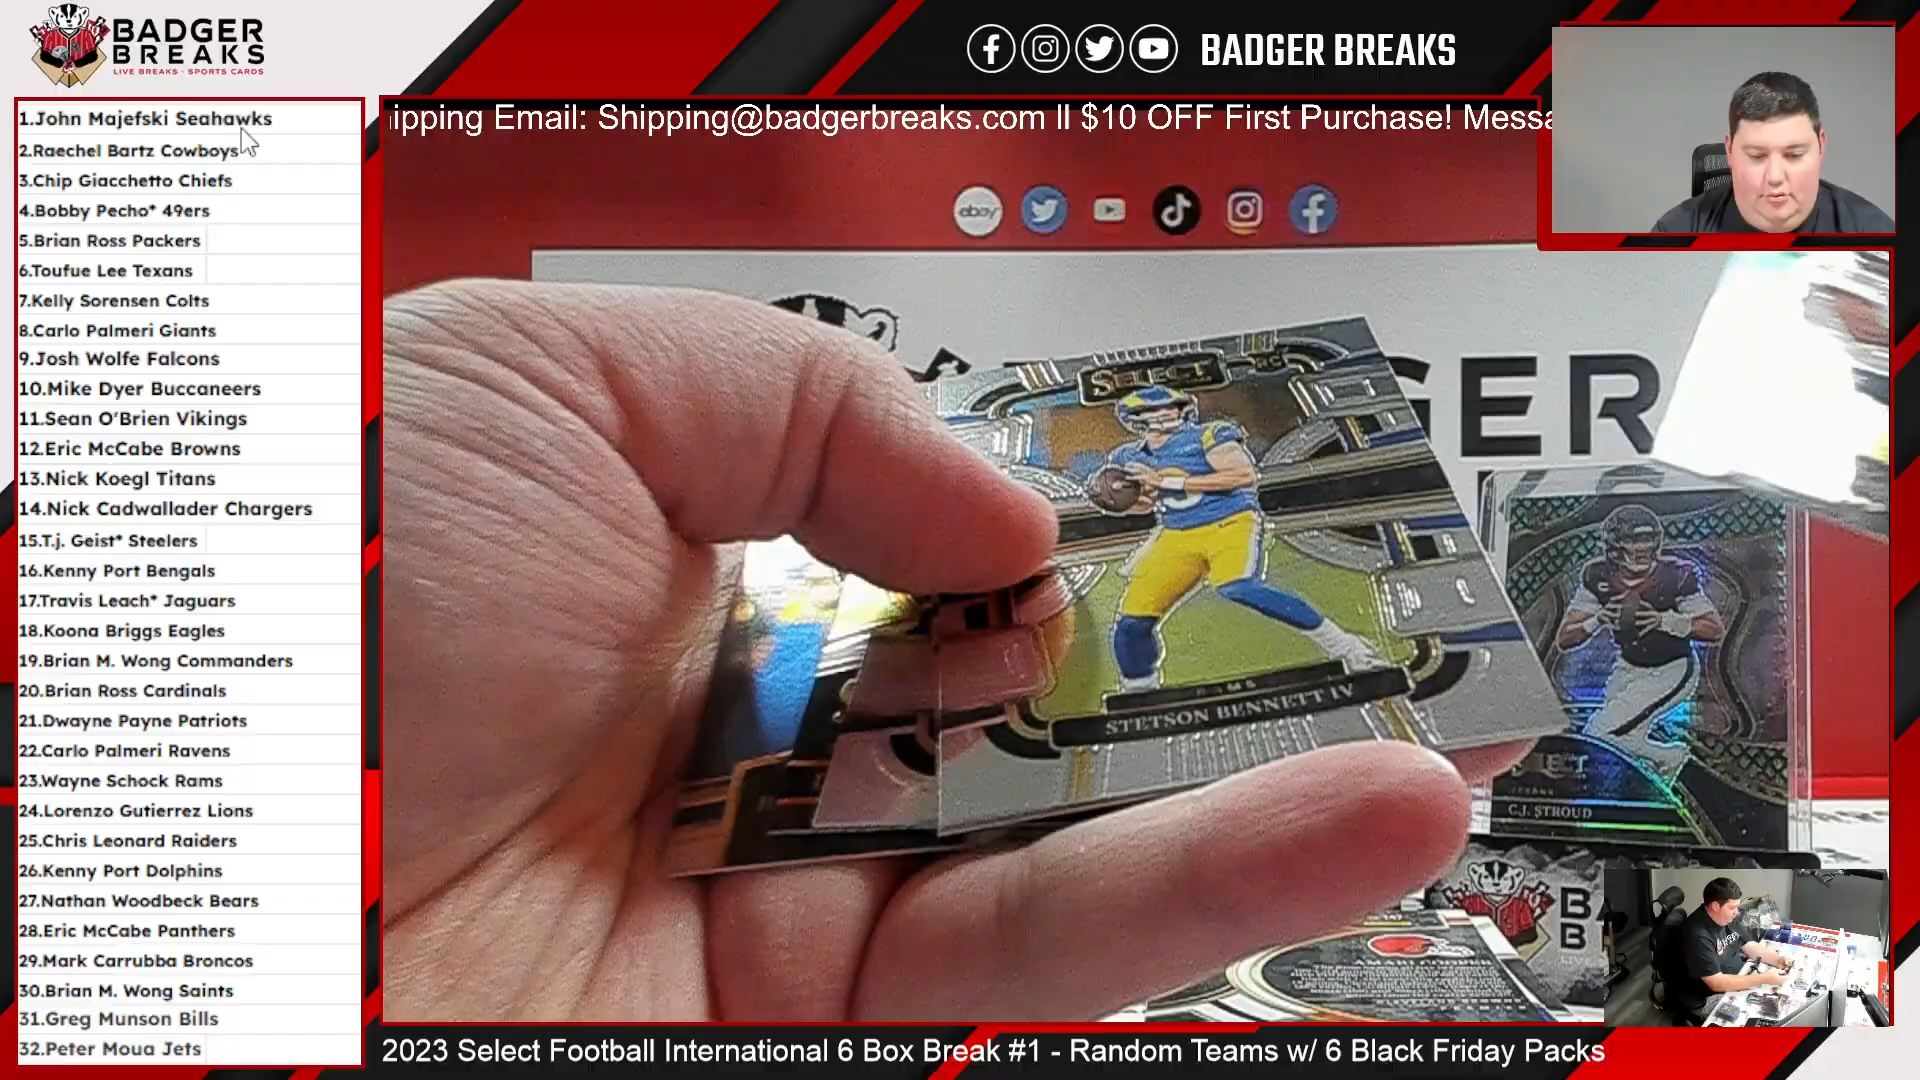 BADGER
BREAKS
LIVE BREAKS - SPORTS CARDS
BADGER BREAKS
ipping Email: Shipping@badgerbreaks.com ll $10 OFF First Purchase! Messa
1.John Majefski Seahawks
2.Raechel Bartz Cowboys
3.Chip Giacchetto Chiefs
4.Bobby Pecho* 49ers
5.Brian Ross Packers
6.Toufue Lee Texans
7.Kelly Sorensen Colts
8.Carlo Palmeri Giants
9.Josh Wolfe Falcons
10.Mike Dyer Buccaneers
11.Sean O'Brien Vikings
12.Eric McCabe Browns
13.Nick Koegl Titans
14.Nick Cadwallader Chargers
15.T.j. Geist* Steelers
16.Kenny Port Bengals
17.Travis Leach* Jaguars
18.Koona Briggs Eagles
19.Brian M. Wong Commanders
20.Brian Ross Cardinals
21.Dwayne Payne Patriots
22.Carlo Palmeri Ravens
23.Wayne Schock Rams
24.Lorenzo Gutierrez Lions
25.Chris Leonard Raiders
26.Kenny Port Dolphins
27.Nathan Woodbeck Bears
28.Eric McCabe Panthers
29.Mark Carrubba Broncos
30.Brian M. Wong Saints
31.Greg Munson Bills
32.Peter Moua Jets
ebay
GER
SELECT
RC
STETSON BENNETT IV
SELECT
TEXANS
C.J. STROUD
AMARI COOPER
B
B
2023 Select Football International 6 Box Break #1 - Random Teams w/ 6 Black Friday Packs